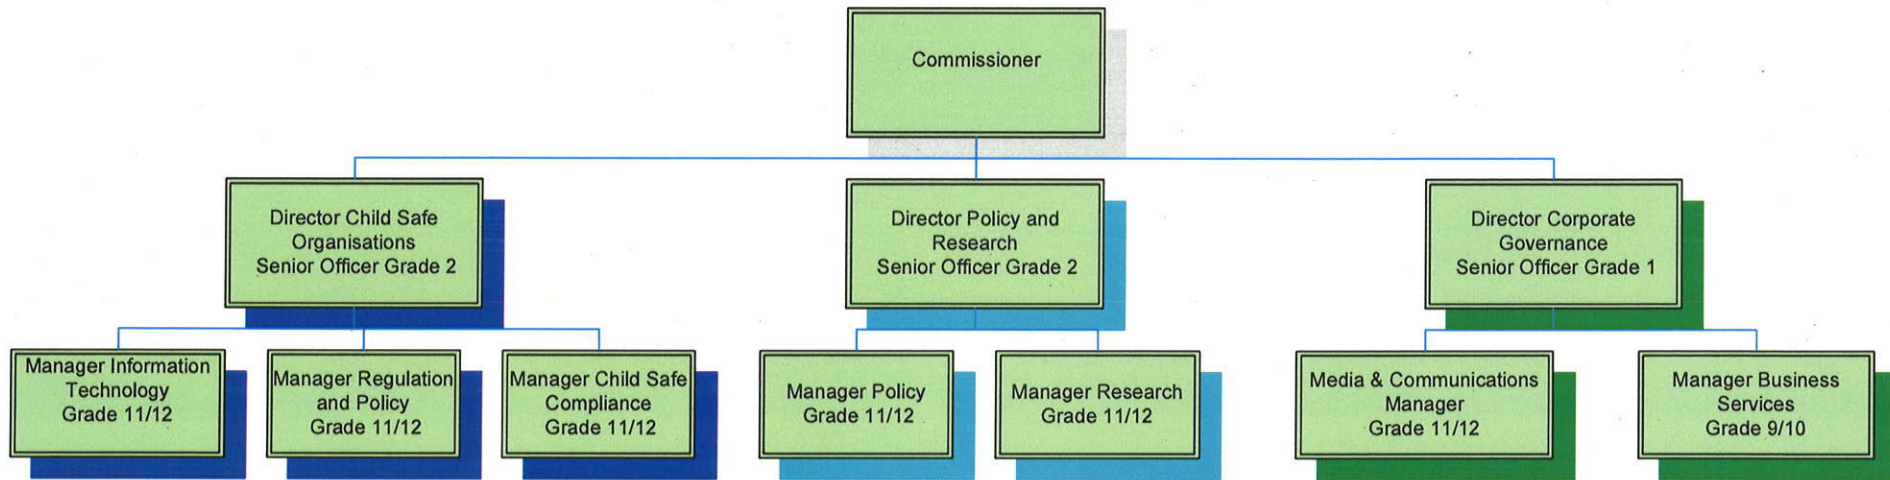 Commissioner
Director Child Safe
Organisations
Senior Officer Grade 2
Director Policy and
Research
Senior Officer Grade 2
Director Corporate
Governance
Senior Officer Grade 1
Manager Information
Technology
Grade 11/12
Manager Regulation
and Policy
Grade 11/12
Manager Child Safe
Compliance
Grade 11/12
Manager Policy
Grade 11/12
Manager Research
Grade 11/12
Media & Communications
Manager
Grade 11/12
Manager Business
Services
Grade 9/10